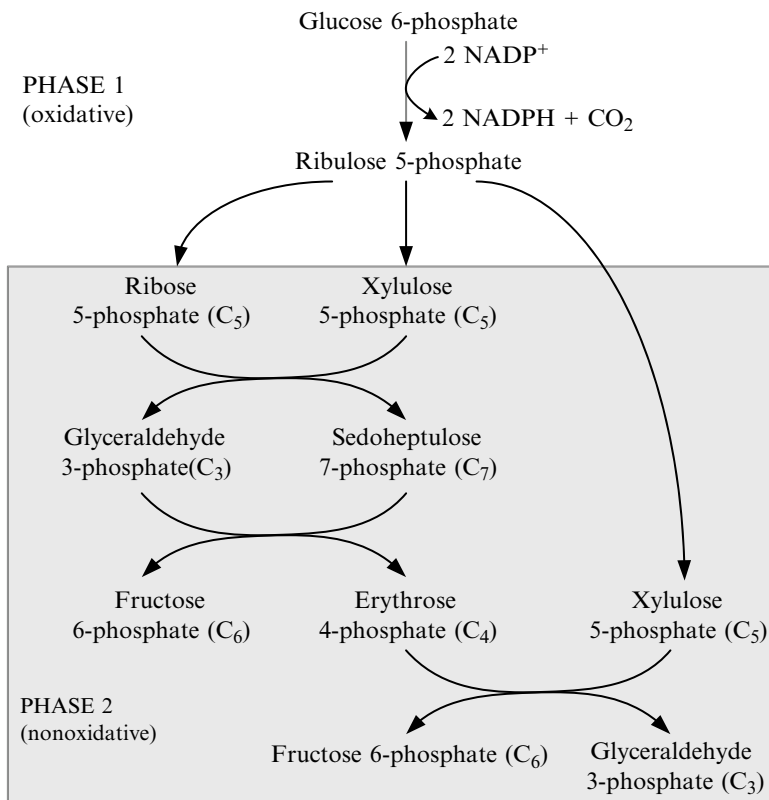 Glucose 6-phosphate
2 NADP⁺
PHASE 1
(oxidative)
2 NADPH + CO₂
Ribulose 5-phosphate
Ribose
5-phosphate (C₅)
Xylulose
5-phosphate (C₅)
Glyceraldehyde
3-phosphate(C₃)
Sedoheptulose
7-phosphate (C₇)
Fructose
6-phosphate (C₆)
Erythrose
4-phosphate (C₄)
Xylulose
5-phosphate (C₅)
PHASE 2
(nonoxidative)
Fructose 6-phosphate (C₆)
Glyceraldehyde
3-phosphate (C₃)